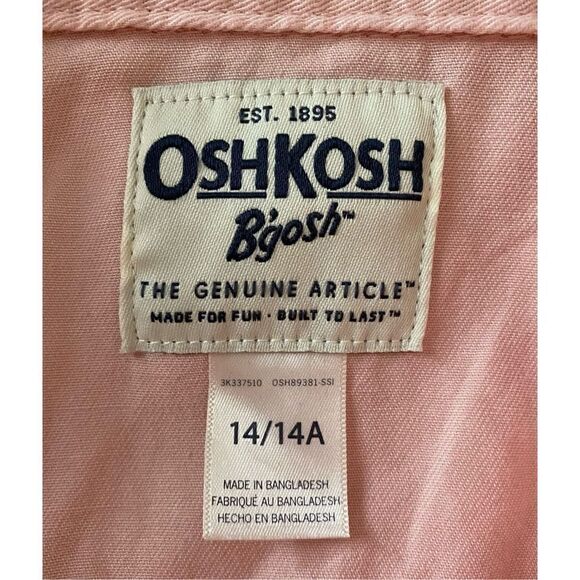 EST. 1895
OSHKOSH
B'gosh™
THE GENUINE ARTICLE™
MADE FOR FUN · BUILT TO LAST™
3K337510 OSH89381-SSI
14/14A
MADE IN BANGLADESH
FABRIQUÉ AU BANGLADESH
HECHO EN BANGLADESH